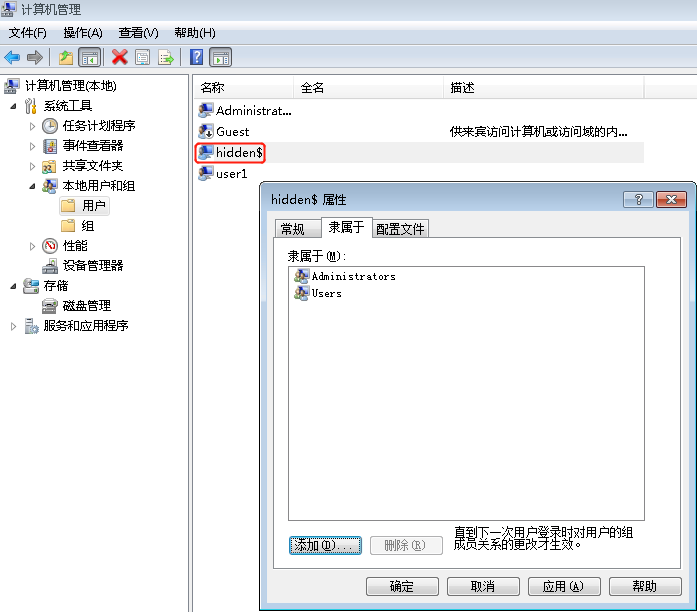 计算机管理
文件(F) 操作(A) 查看(V) 帮助(H)
计算机管理(本地)
系统工具
任务计划程序
事件查看器
共享文件夹
本地用户和组
用户
组
性能
设备管理器
存储
磁盘管理
服务和应用程序
名称 全名 描述
Administrat...
Guest 供来宾访问计算机或访问域的内...
hidden$
user1
hidden$ 属性
常规 隶属于 配置文件
隶属于(M):
Administrators
Users
添加(D)... 删除(R)
直到下一次用户登录时对用户的组
成员关系的更改才生效。
确定 取消 应用(A) 帮助